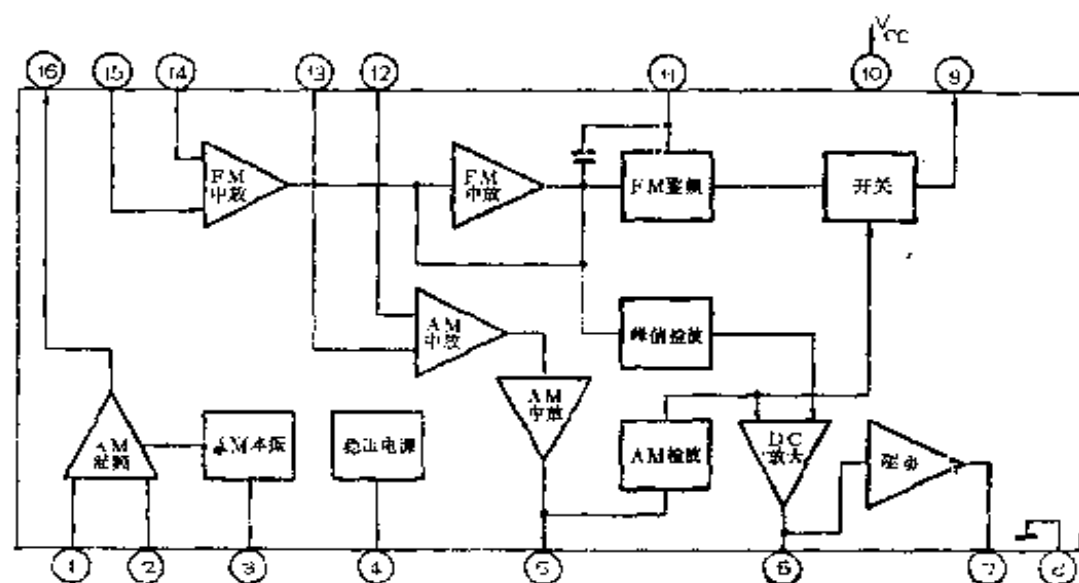 V_CC
16 15 14 13 12 11 10 9
FM
中放
FM
中放
FM鉴频
开关
AM
中放
峰值检波
AM
中放
AM
混频
AM本振
稳压电源
AM检波
DC
放大
驱动
1 2 3 4 5 6 7 8